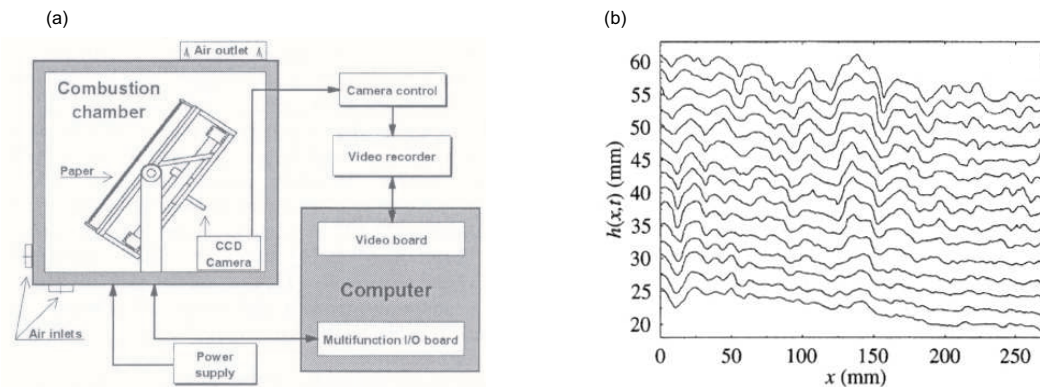 (a)
(b)
Air outlet
Combustion
chamber
Paper
CCD
Camera
Air inlets
Camera control
Video recorder
Video board
Computer
Multifunction I/O board
Power
supply
h(x,t) (mm)
60
55
50
45
40
35
30
25
20
0 50 100 150 200 250
x (mm)